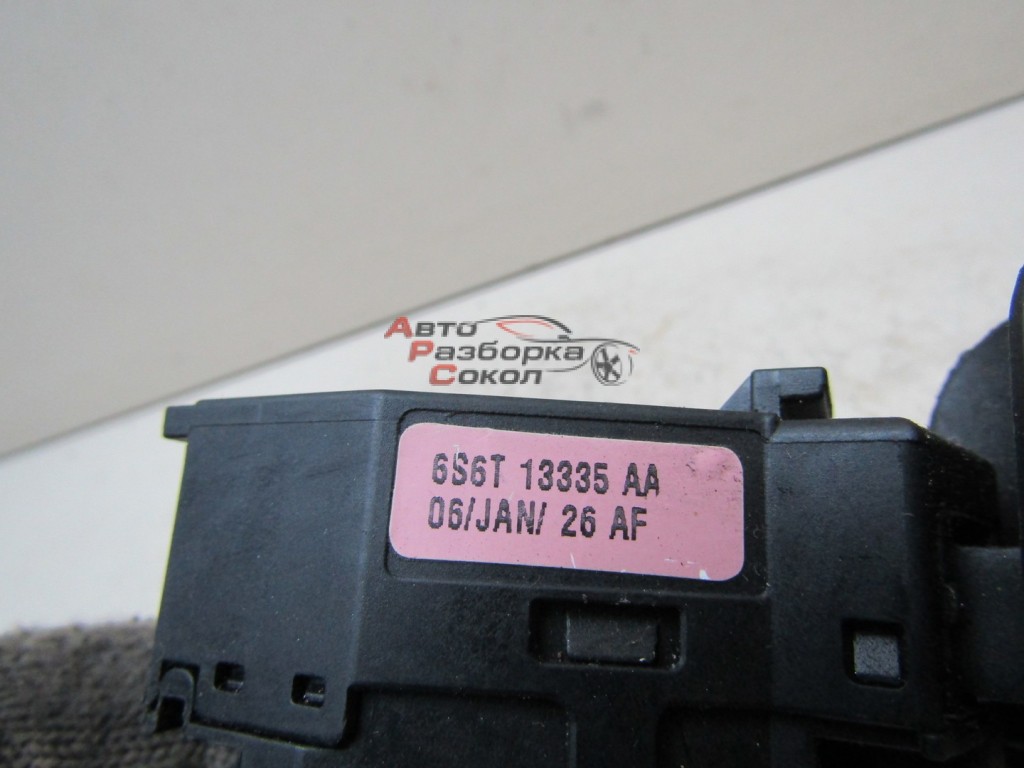 Авто
Разборка
Сокол
6S6T 13335 AA
06/JAN/ 26 AF